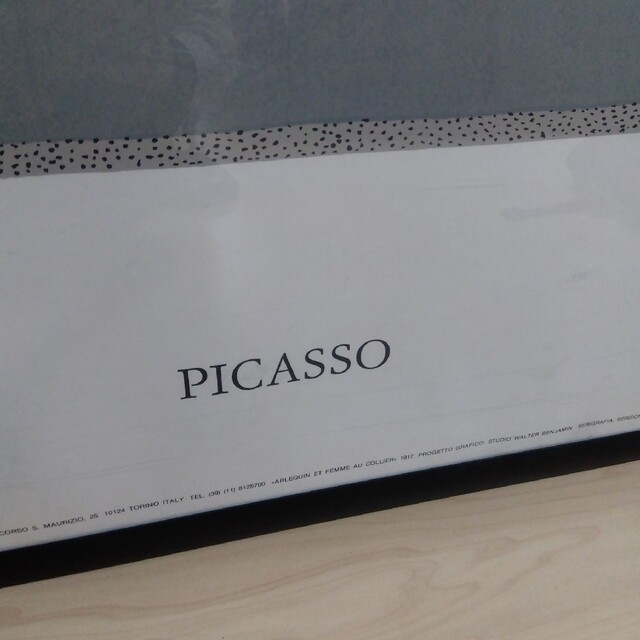 PICASSO
CORSO S. MAURIZIO, 25 10124 TORINO ITALY TEL. (39) (11) 8125700 «ARLEQUIN ET FEMME AU COLLIER» 1917 PROGETTO GRAFICO: STUDIO WALTER BENJAMIN SERIGRAFIA